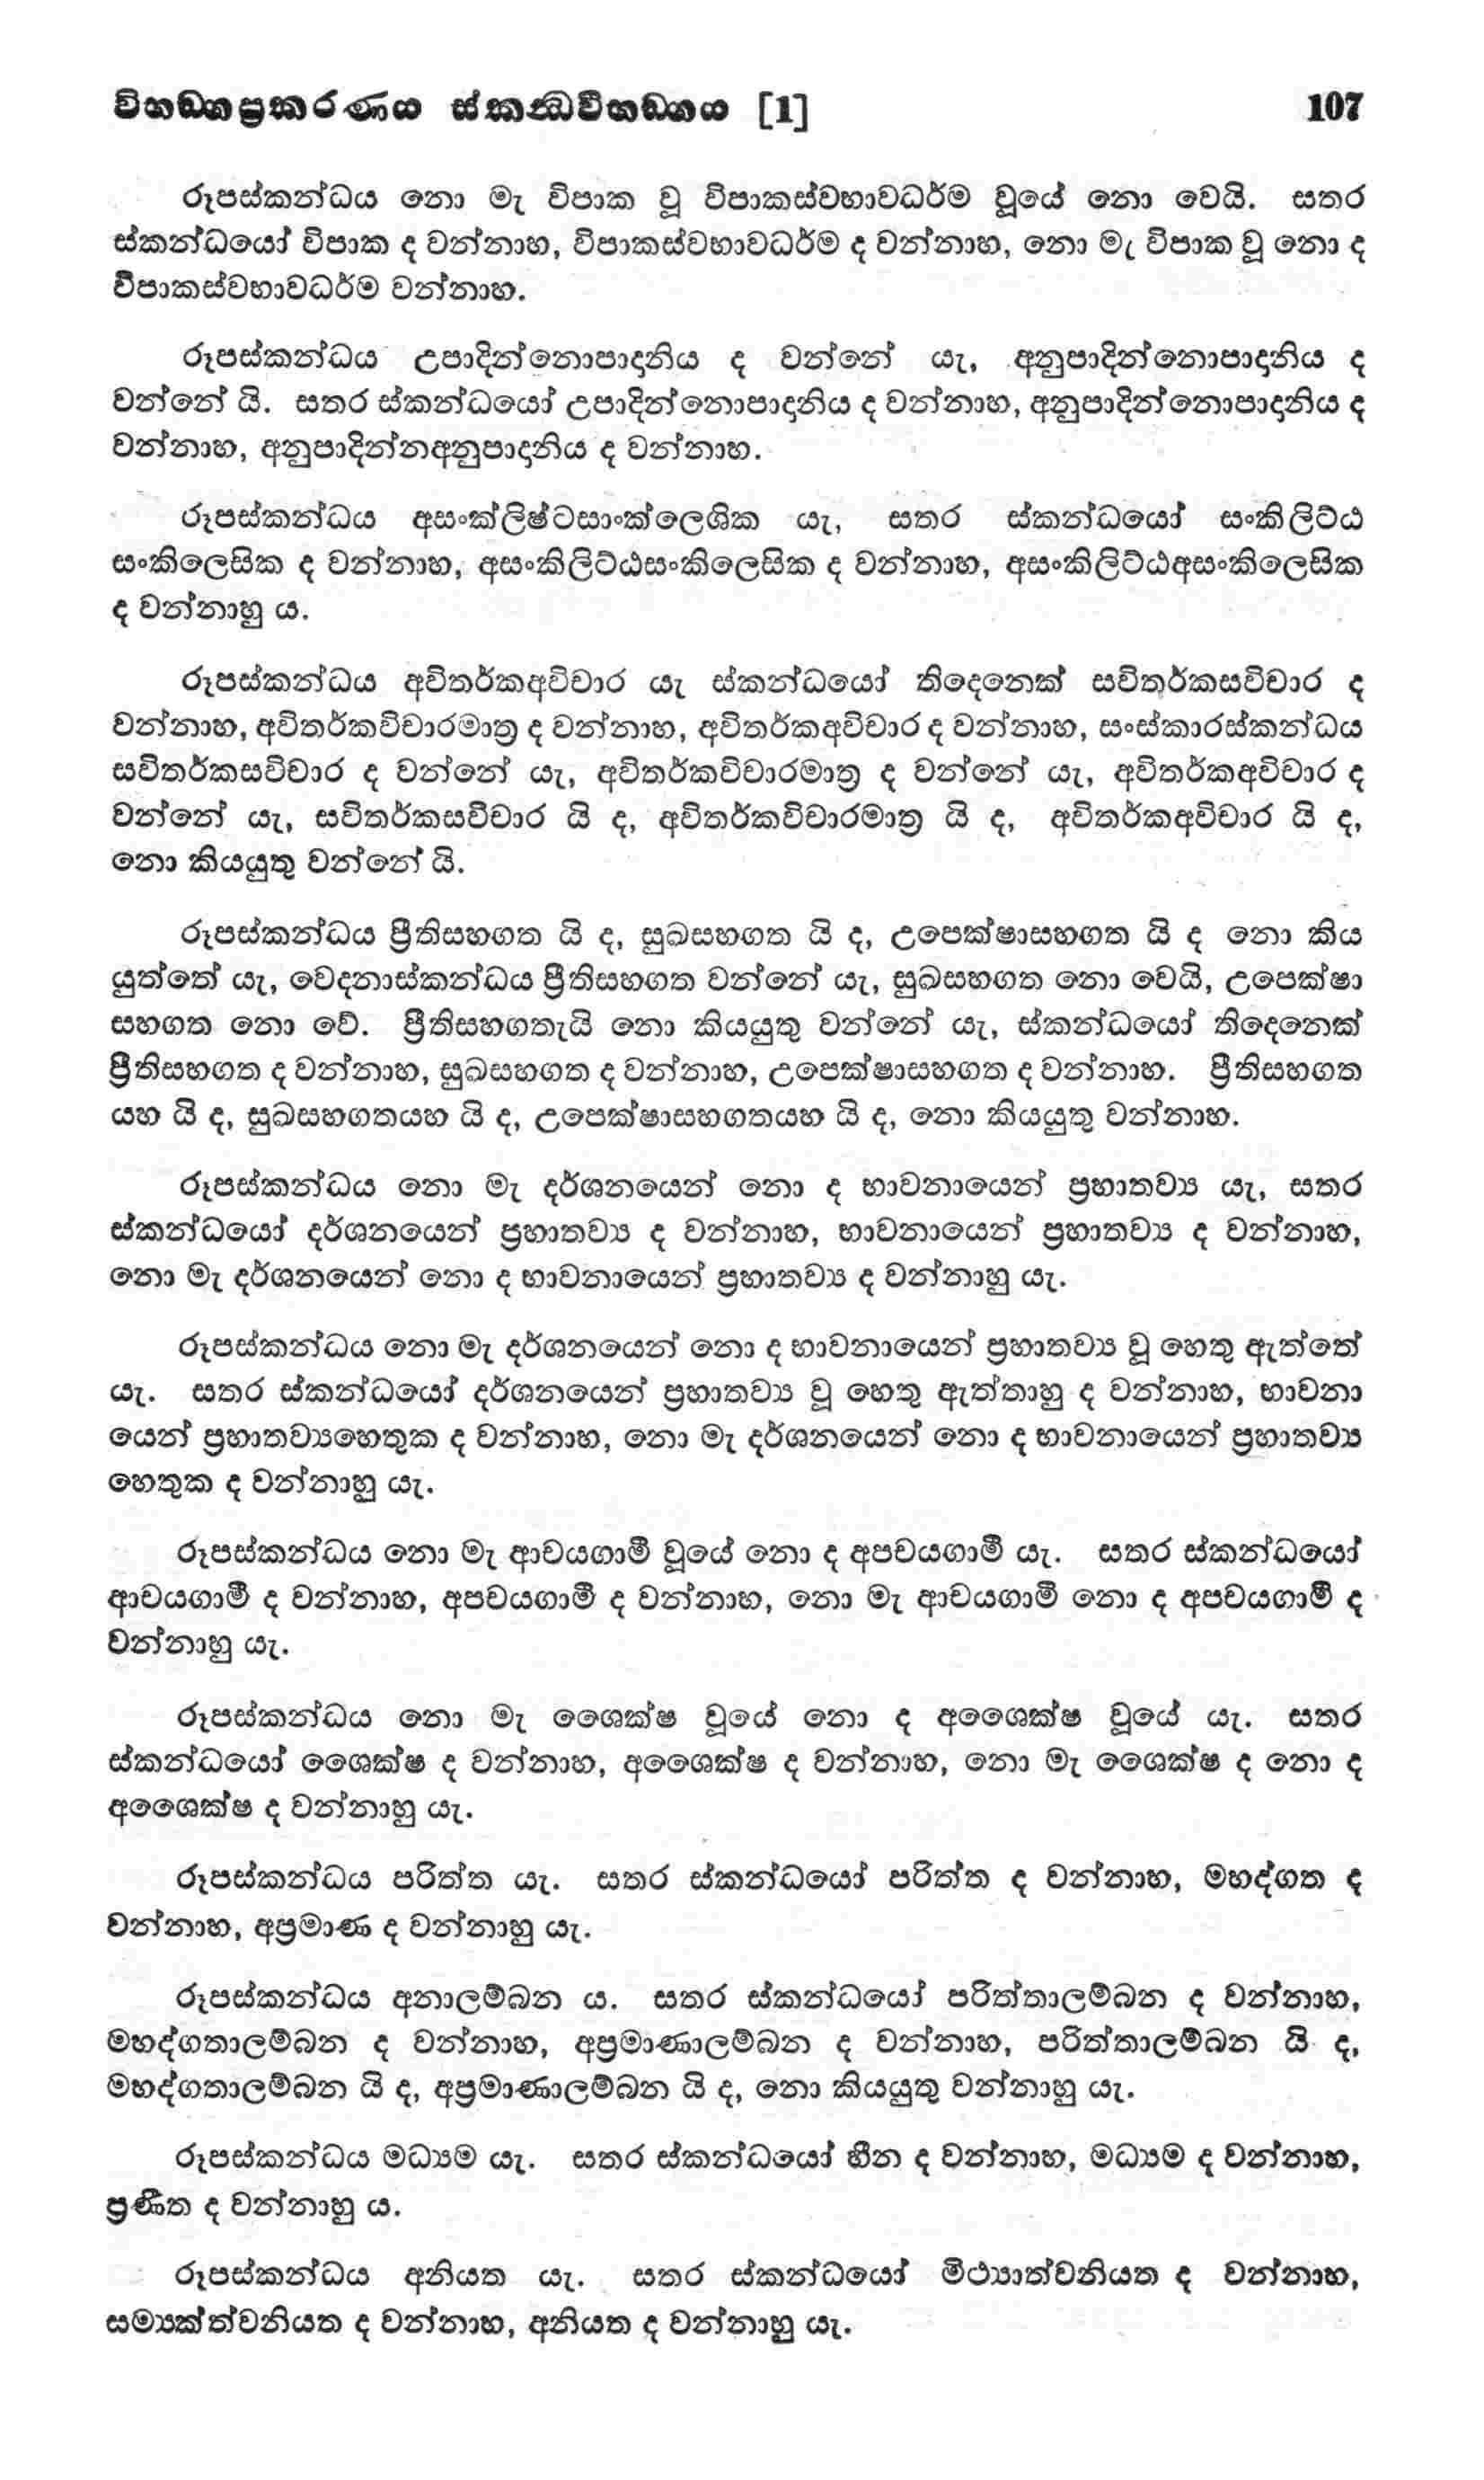 විභඞ්ගප්‍රකරණය ස්කන්‍ධවිභඞ්ගය [1] 107
රූපස්කන්ධය නො මැ විපාක වූ විපාකස්වභාවධර්ම වූයේ නො වෙයි. සතර
ස්කන්ධයෝ විපාක ද වන්නාහ, විපාකස්වභාවධර්ම ද වන්නාහ, නො මැ විපාක වූ නො ද
විපාකස්වභාවධර්ම වන්නාහ.
රූපස්කන්ධය උපාදින්නොපාදානිය ද වන්නේ යැ, අනුපාදින්නොපාදානිය ද
වන්නේ යි. සතර ස්කන්ධයෝ උපාදින්නොපාදානිය ද වන්නාහ, අනුපාදින්නොපාදානිය ද
වන්නාහ, අනුපාදින්නඅනුපාදානිය ද වන්නාහ.
රූපස්කන්ධය අසංක්ලිෂ්ටසාංක්ලෙශික යැ, සතර ස්කන්ධයෝ සංකිලිට්ඨ
සංකිලෙසික ද වන්නාහ, අසංකිලිට්ඨසංකිලෙසික ද වන්නාහ, අසංකිලිට්ඨඅසංකිලෙසික
ද වන්නාහු ය.
රූපස්කන්ධය අවිතර්කඅවිචාර යැ ස්කන්ධයෝ තිදෙනෙක් සවිතර්කසවිචාර ද
වන්නාහ, අවිතර්කවිචාරමාත්‍ර ද වන්නාහ, අවිතර්කඅවිචාර ද වන්නාහ, සංස්කාරස්කන්ධය
සවිතර්කසවිචාර ද වන්නේ යැ, අවිතර්කවිචාරමාත්‍ර ද වන්නේ යැ, අවිතර්කඅවිචාර ද
වන්නේ යැ, සවිතර්කසවිචාර යි ද, අවිතර්කවිචාරමාත්‍ර යි ද, අවිතර්කඅවිචාර යි ද,
නො කියයුතු වන්නේ යි.
රූපස්කන්ධය ප්‍රීතිසහගත යි ද, සුඛසහගත යි ද, උපෙක්ෂාසහගත යි ද නො කිය
යුත්තේ යැ, වෙදනාස්කන්ධය ප්‍රීතිසහගත වන්නේ යැ, සුඛසහගත නො වෙයි, උපෙක්ෂා
සහගත නො වේ. ප්‍රීතිසහගතැයි නො කියයුතු වන්නේ යැ, ස්කන්ධයෝ තිදෙනෙක්
ප්‍රීතිසහගත ද වන්නාහ, සුඛසහගත ද වන්නාහ, උපෙක්ෂාසහගත ද වන්නාහ. ප්‍රීතිසහගත
යහ යි ද, සුඛසහගතයහ යි ද, උපෙක්ෂාසහගතයහ යි ද, නො කියයුතු වන්නාහ.
රූපස්කන්ධය නො මැ දර්ශනයෙන් නො ද භාවනායෙන් ප්‍රහාතව්‍ය යැ, සතර
ස්කන්ධයෝ දර්ශනයෙන් ප්‍රහාතව්‍ය ද වන්නාහ, භාවනායෙන් ප්‍රහාතව්‍ය ද වන්නාහ,
නො මැ දර්ශනයෙන් නො ද භාවනායෙන් ප්‍රහාතව්‍ය ද වන්නාහු යැ.
රූපස්කන්ධය නො මැ දර්ශනයෙන් නො ද භාවනායෙන් ප්‍රහාතව්‍ය වූ හෙතු ඇත්තේ
යැ. සතර ස්කන්ධයෝ දර්ශනයෙන් ප්‍රහාතව්‍ය වූ හෙතු ඇත්තාහු ද වන්නාහ, භාවනා
යෙන් ප්‍රහාතව්‍යහෙතුක ද වන්නාහ, නො මැ දර්ශනයෙන් නො ද භාවනායෙන් ප්‍රහාතව්‍ය
හෙතුක ද වන්නාහු යැ.
රූපස්කන්ධය නො මැ ආචයගාමී වූයේ නො ද අපචයගාමී යැ. සතර ස්කන්ධයෝ
ආචයගාමී ද වන්නාහ, අපචයගාමී ද වන්නාහ, නො මැ ආචයගාමී නො ද අපචයගාමී ද
වන්නාහු යැ.
රූපස්කන්ධය නො මැ ශෛක්ෂ වූයේ නො ද අශෛක්ෂ වූයේ යැ. සතර
ස්කන්ධයෝ ශෛක්ෂ ද වන්නාහ, අශෛක්ෂ ද වන්නාහ, නො මැ ශෛක්ෂ ද නො ද
අශෛක්ෂ ද වන්නාහු යැ.
රූපස්කන්ධය පරිත්ත යැ. සතර ස්කන්ධයෝ පරිත්ත ද වන්නාහ, මහද්ගත ද
වන්නාහ, අප්‍රමාණ ද වන්නාහු යැ.
රූපස්කන්ධය අනාලම්බන ය. සතර ස්කන්ධයෝ පරිත්තාලම්බන ද වන්නාහ,
මහද්ගතාලම්බන ද වන්නාහ, අප්‍රමාණාලම්බන ද වන්නාහ, පරිත්තාලම්බන යි ද,
මහද්ගතාලම්බන යි ද, අප්‍රමාණාලම්බන යි ද, නො කියයුතු වන්නාහු යැ.
රූපස්කන්ධය මධ්‍යම යැ. සතර ස්කන්ධයෝ හීන ද වන්නාහ, මධ්‍යම ද වන්නාහ,
ප්‍රණීත ද වන්නාහු ය.
රූපස්කන්ධය අනියත යැ. සතර ස්කන්ධයෝ මිථ්‍යාත්වනියත ද වන්නාහ,
සම්‍යක්ත්වනියත ද වන්නාහ, අනියත ද වන්නාහු යැ.